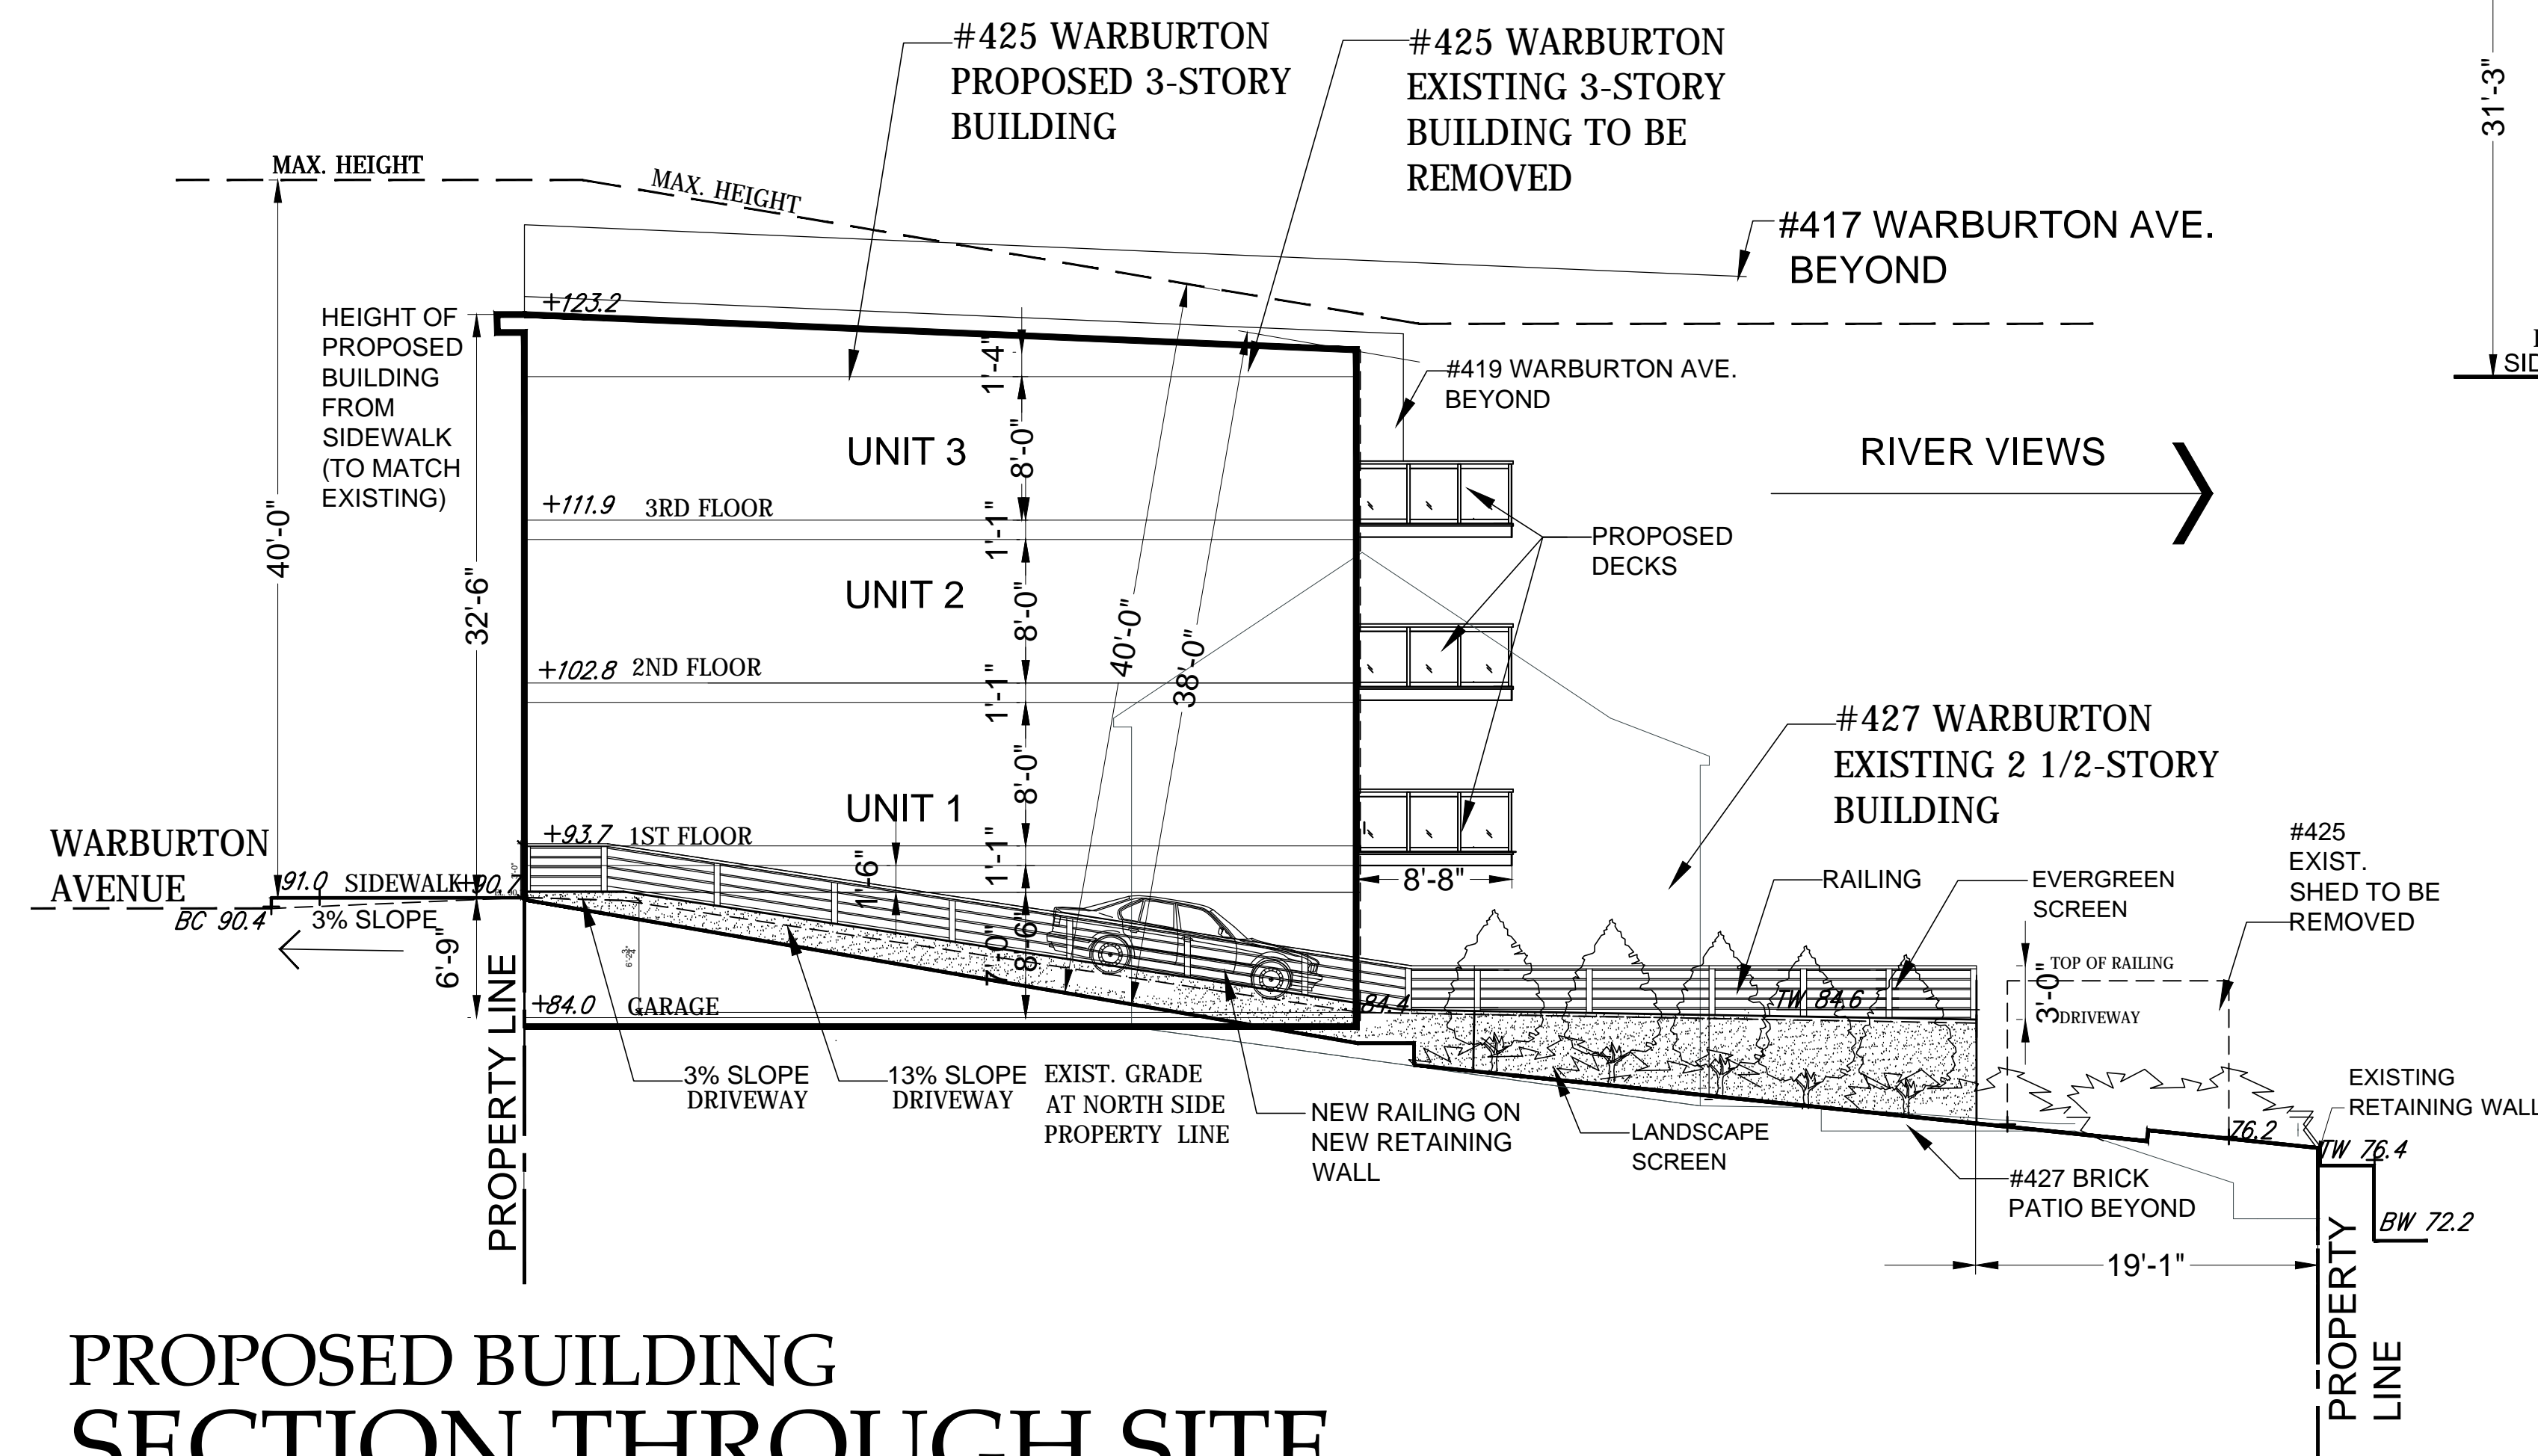 #425 WARBURTON
PROPOSED 3-STORY
BUILDING
#425 WARBURTON
EXISTING 3-STORY
BUILDING TO BE
REMOVED
31'-3"
MAX. HEIGHT
MAX. HEIGHT
#417 WARBURTON AVE.
BEYOND
+123.2
HEIGHT OF
PROPOSED
BUILDING
FROM
SIDEWALK
(TO MATCH
EXISTING)
1'-4"
#419 WARBURTON AVE.
BEYOND
UNIT 3
8'-0"
RIVER VIEWS
+111.9
3RD FLOOR
1'-1"
40'-0"
PROPOSED
DECKS
32'-6"
UNIT 2
8'-0"
40'-0"
38'-0"
+102.8
2ND FLOOR
1'-1"
#427 WARBURTON
EXISTING 2 1/2-STORY
BUILDING
8'-0"
UNIT 1
WARBURTON
AVENUE
+93.7
1ST FLOOR
1'-1"
1'-6"
#425
EXIST.
SHED TO BE
REMOVED
8'-8"
RAILING
EVERGREEN
SCREEN
91.0
SIDEWALK
BC 90.4
3% SLOPE
6'-9"
7'-0"
8'-6"
+84.0
GARAGE
84.4
TW 84.6
3'-0"
TOP OF RAILING
DRIVEWAY
3% SLOPE
DRIVEWAY
13% SLOPE
DRIVEWAY
EXIST. GRADE
AT NORTH SIDE
PROPERTY LINE
NEW RAILING ON
NEW RETAINING
WALL
LANDSCAPE
SCREEN
#427 BRICK
PATIO BEYOND
EXISTING
RETAINING WALL
76.2
TW 76.4
BW 72.2
19'-1"
PROPERTY LINE
PROPERTY
LINE
PROPOSED BUILDING
SECTION THROUGH SITE